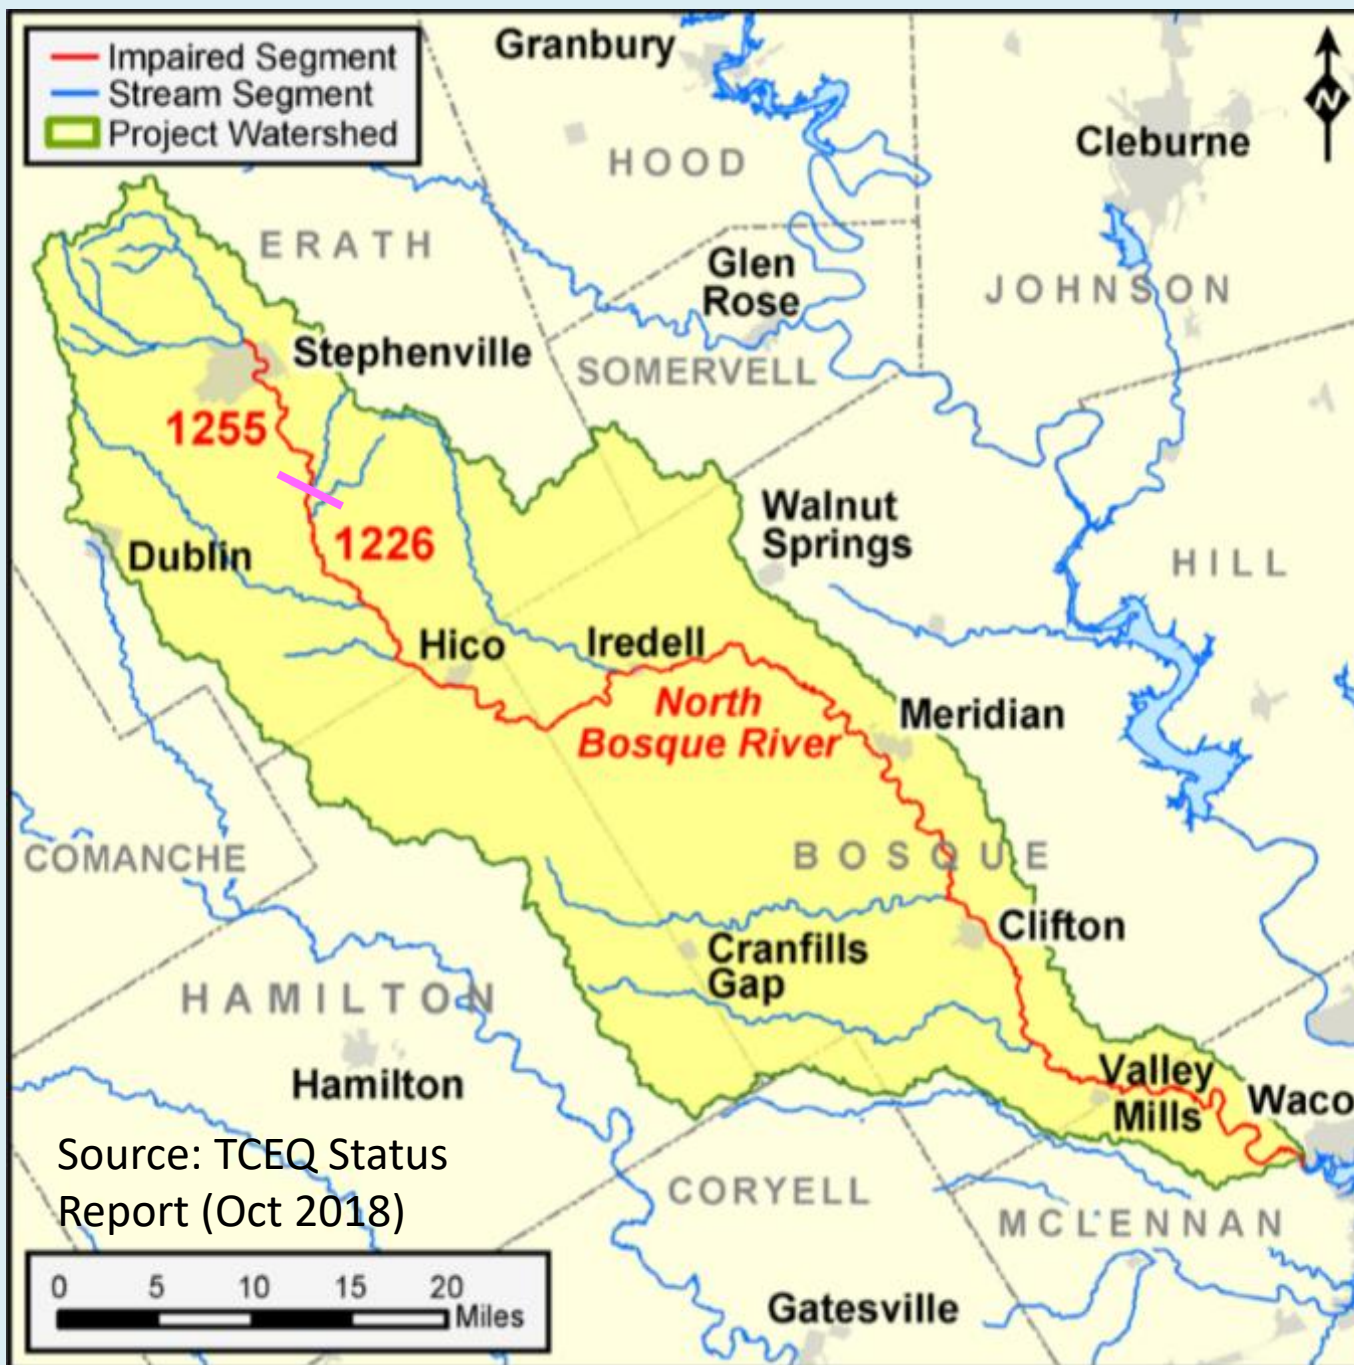 Impaired Segment
Stream Segment
Project Watershed
Granbury
N
Cleburne
HOOD
ERATH
Glen
Rose
JOHNSON
Stephenville
SOMERVELL
1255
Walnut
Springs
1226
Dublin
HILL
Hico
Iredell
North
Bosque River
Meridian
COMANCHE
BOSQUE
Clifton
Cranfills
Gap
HAMILTON
Hamilton
Valley
Mills
Waco
Source: TCEQ Status
Report (Oct 2018)
CORYELL
MCLENNAN
0 5 10 15 20
Miles
Gatesville